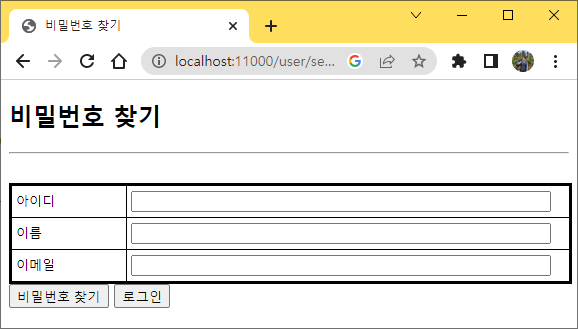 비밀번호 찾기
localhost:11000/user/se...
비밀번호 찾기
아이디
이름
이메일
비밀번호 찾기 로그인